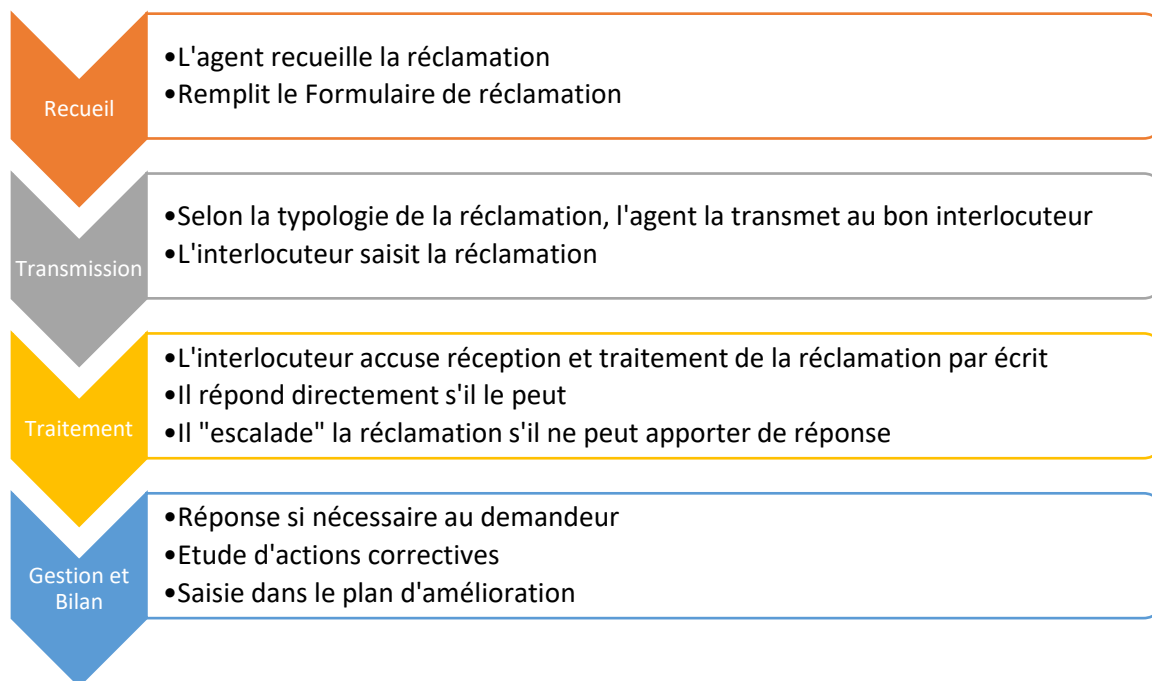 Recueil
•L'agent recueille la réclamation
•Remplit le Formulaire de réclamation
Transmission
•Selon la typologie de la réclamation, l'agent la transmet au bon interlocuteur
•L'interlocuteur saisit la réclamation
Traitement
•L'interlocuteur accuse réception et traitement de la réclamation par écrit
•Il répond directement s'il le peut
•Il "escalade" la réclamation s'il ne peut apporter de réponse
Gestion et
Bilan
•Réponse si nécessaire au demandeur
•Etude d'actions correctives
•Saisie dans le plan d'amélioration